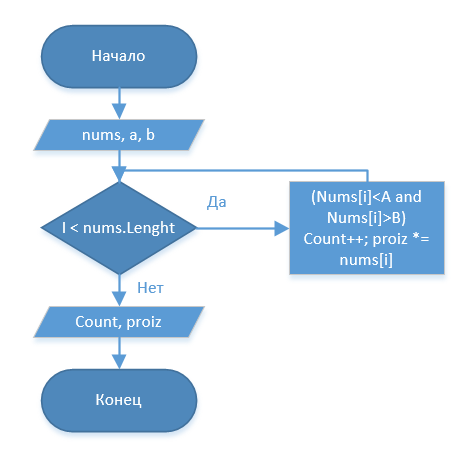 Начало
nums, a, b
I < nums.Lenght
Да
(Nums[i]<A and
Nums[i]>B)
Count++; proiz *=
nums[i]
Нет
Count, proiz
Конец